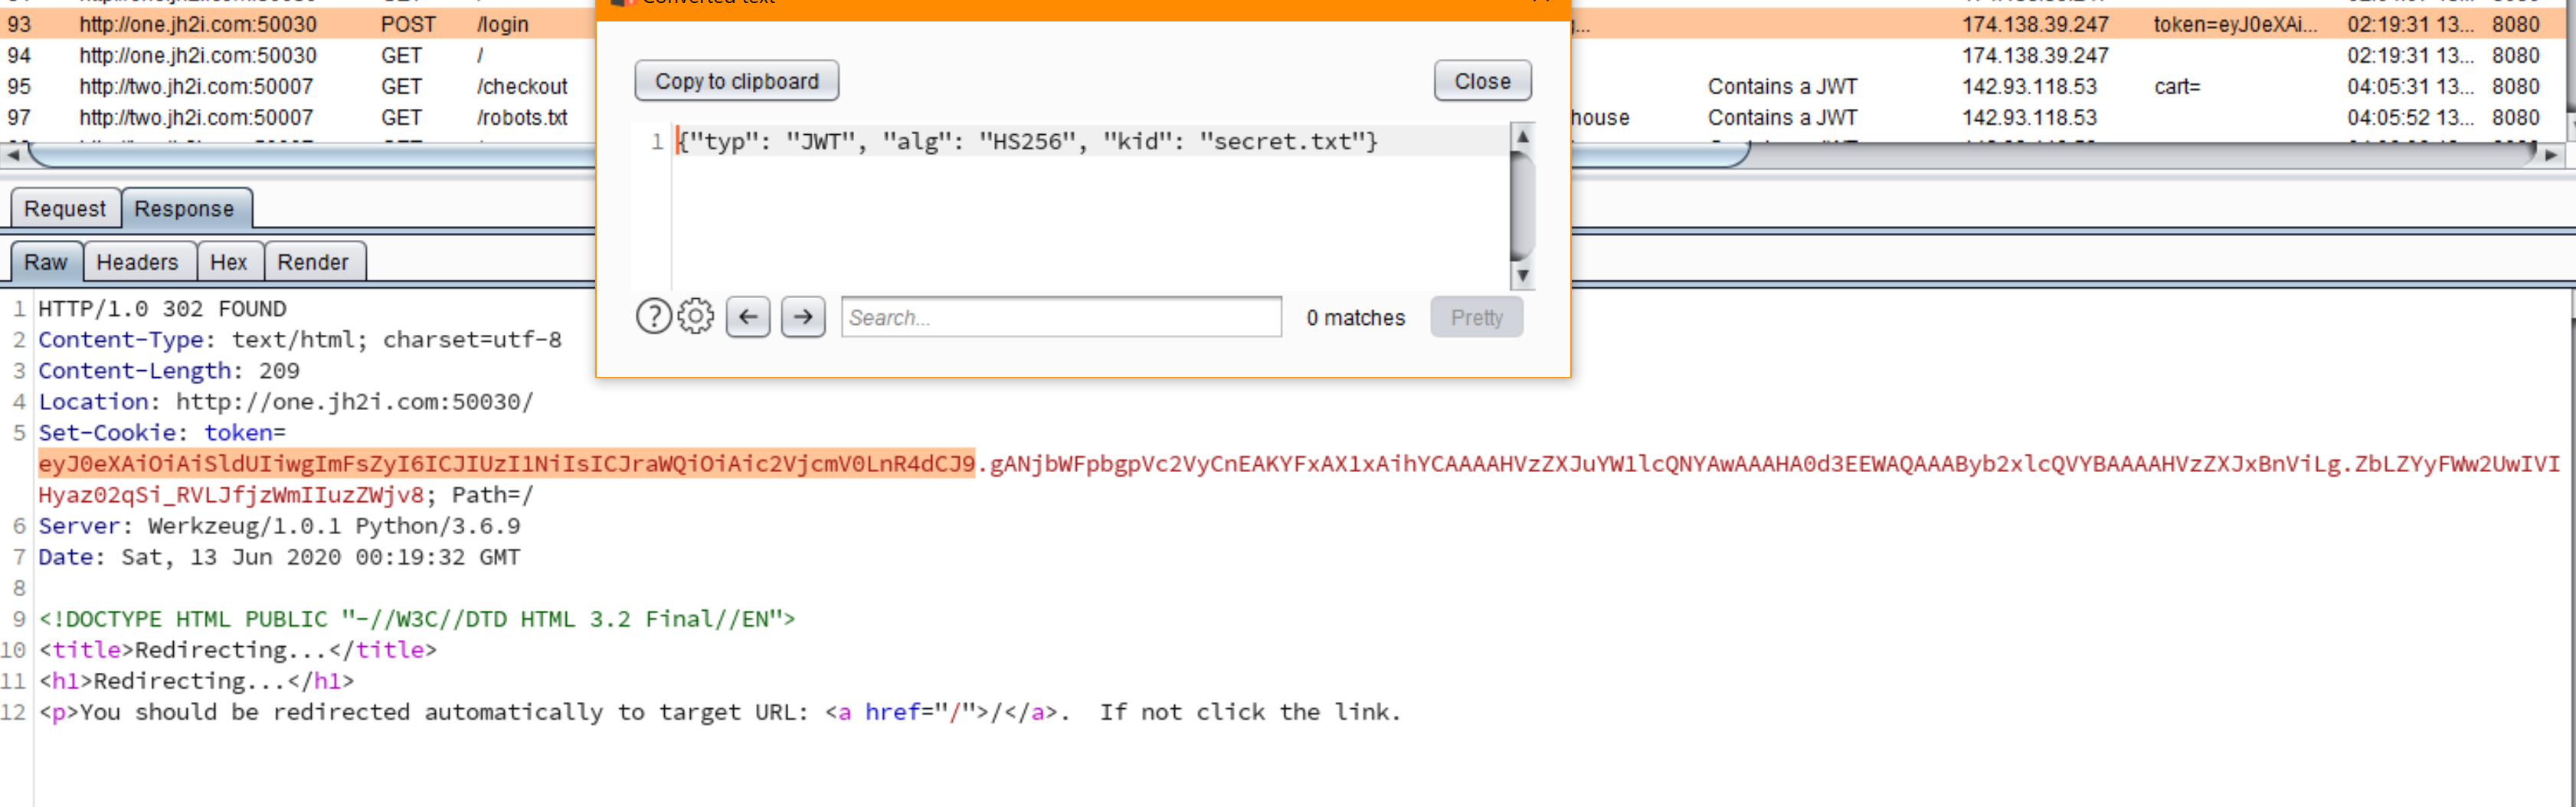 Converted text
93 http://one.jh2i.com:50030 POST /login g... 174.138.39.247 token=eyJ0eXAi... 02:19:31 13... 8080
94 http://one.jh2i.com:50030 GET / 174.138.39.247 02:19:31 13... 8080
95 http://two.jh2i.com:50007 GET /checkout Contains a JWT 142.93.118.53 cart= 04:05:31 13... 8080
97 http://two.jh2i.com:50007 GET /robots.txt house Contains a JWT 142.93.118.53 04:05:52 13... 8080
Copy to clipboard Close
1 {"typ": "JWT", "alg": "HS256", "kid": "secret.txt"}
Search... 0 matches Pretty
Request Response
Raw Headers Hex Render
1 HTTP/1.0 302 FOUND
2 Content-Type: text/html; charset=utf-8
3 Content-Length: 209
4 Location: http://one.jh2i.com:50030/
5 Set-Cookie: token=
eyJ0eXAiOiAiSldUIiwgImFsZyI6ICJIUzI1NiIsICJraWQiOiAic2VjcmV0LnR4dCJ9.gANjbWFpbgpVc2VyCnEAKYFxAX1xAihYCAAAAHVzZXJuYW1lcQNYAwAAAHA0d3EEWAQAAAByb2xlcQVYBAAAAHVzZXJxBnViLg.ZbLZYyFWw2UwIVI
Hyaz02qSi_RVLJfjzWmIIuzZWjv8; Path=/
6 Server: Werkzeug/1.0.1 Python/3.6.9
7 Date: Sat, 13 Jun 2020 00:19:32 GMT
8
9 <!DOCTYPE HTML PUBLIC "-//W3C//DTD HTML 3.2 Final//EN">
10 <title>Redirecting...</title>
11 <h1>Redirecting...</h1>
12 <p>You should be redirected automatically to target URL: <a href="/">/</a>.  If not click the link.